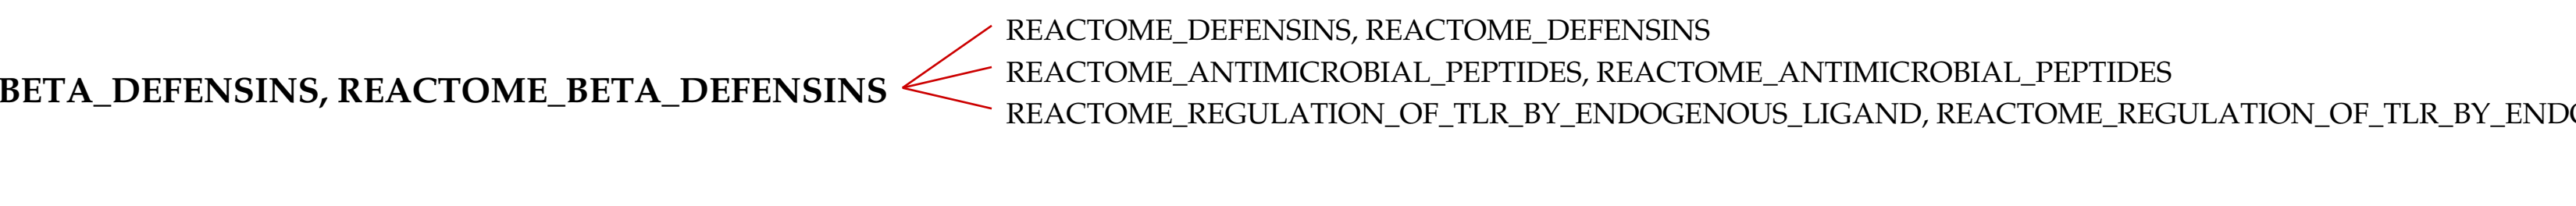 REACTOME_DEFENSINS, REACTOME_DEFENSINS
BETA_DEFENSINS, REACTOME_BETA_DEFENSINS
REACTOME_ANTIMICROBIAL_PEPTIDES, REACTOME_ANTIMICROBIAL_PEPTIDES
REACTOME_REGULATION_OF_TLR_BY_ENDOGENOUS_LIGAND, REACTOME_REGULATION_OF_TLR_BY_ENDO